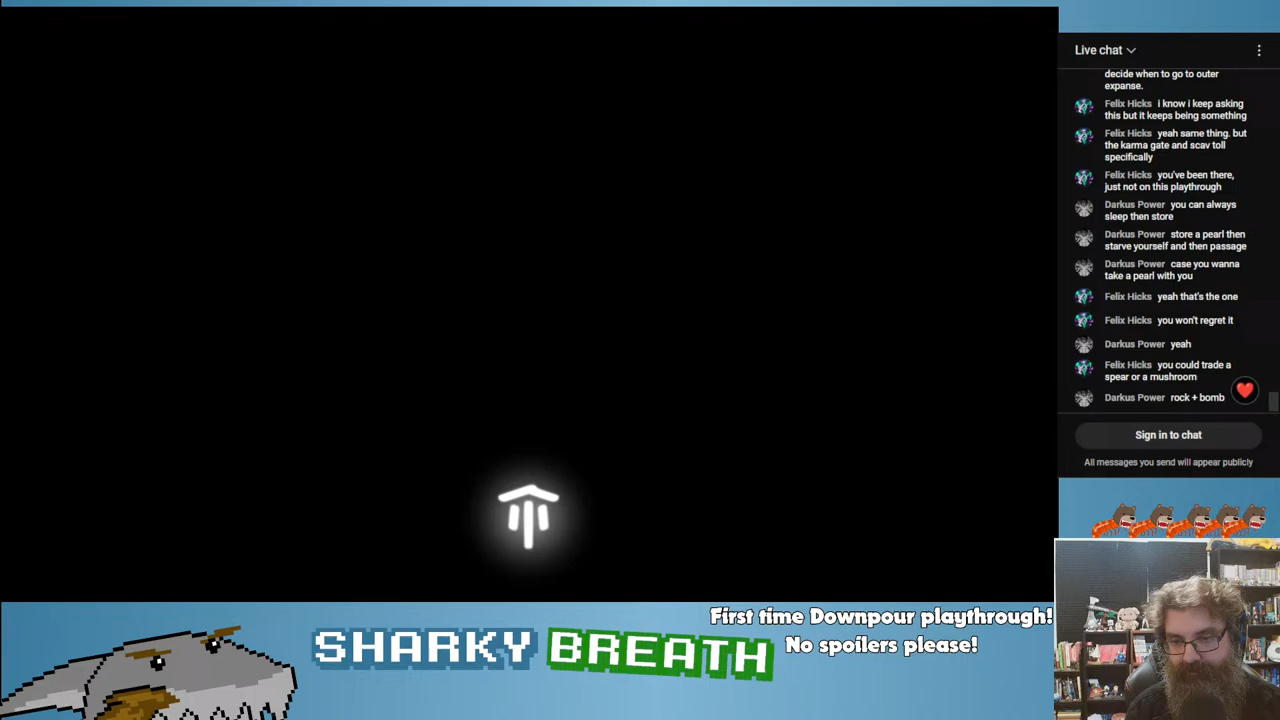 Live chat
decide when to go to outer
expanse.
Felix Hicks i know i keep asking
this but it keeps being something
Felix Hicks yeah same thing. but
the karma gate and scav toll
specifically
Felix Hicks you've been there,
just not on this playthrough
Darkus Power you can always
sleep then store
Darkus Power store a pearl then
starve yourself and then passage
Darkus Power case you wanna
take a pearl with you
Felix Hicks yeah that's the one
Felix Hicks you won't regret it
Darkus Power yeah
Felix Hicks you could trade a
spear or a mushroom
Darkus Power rock + bomb
Sign in to chat
All messages you send will appear publicly
First time Downpour playthrough!
No spoilers please!
SHARKY BREATH